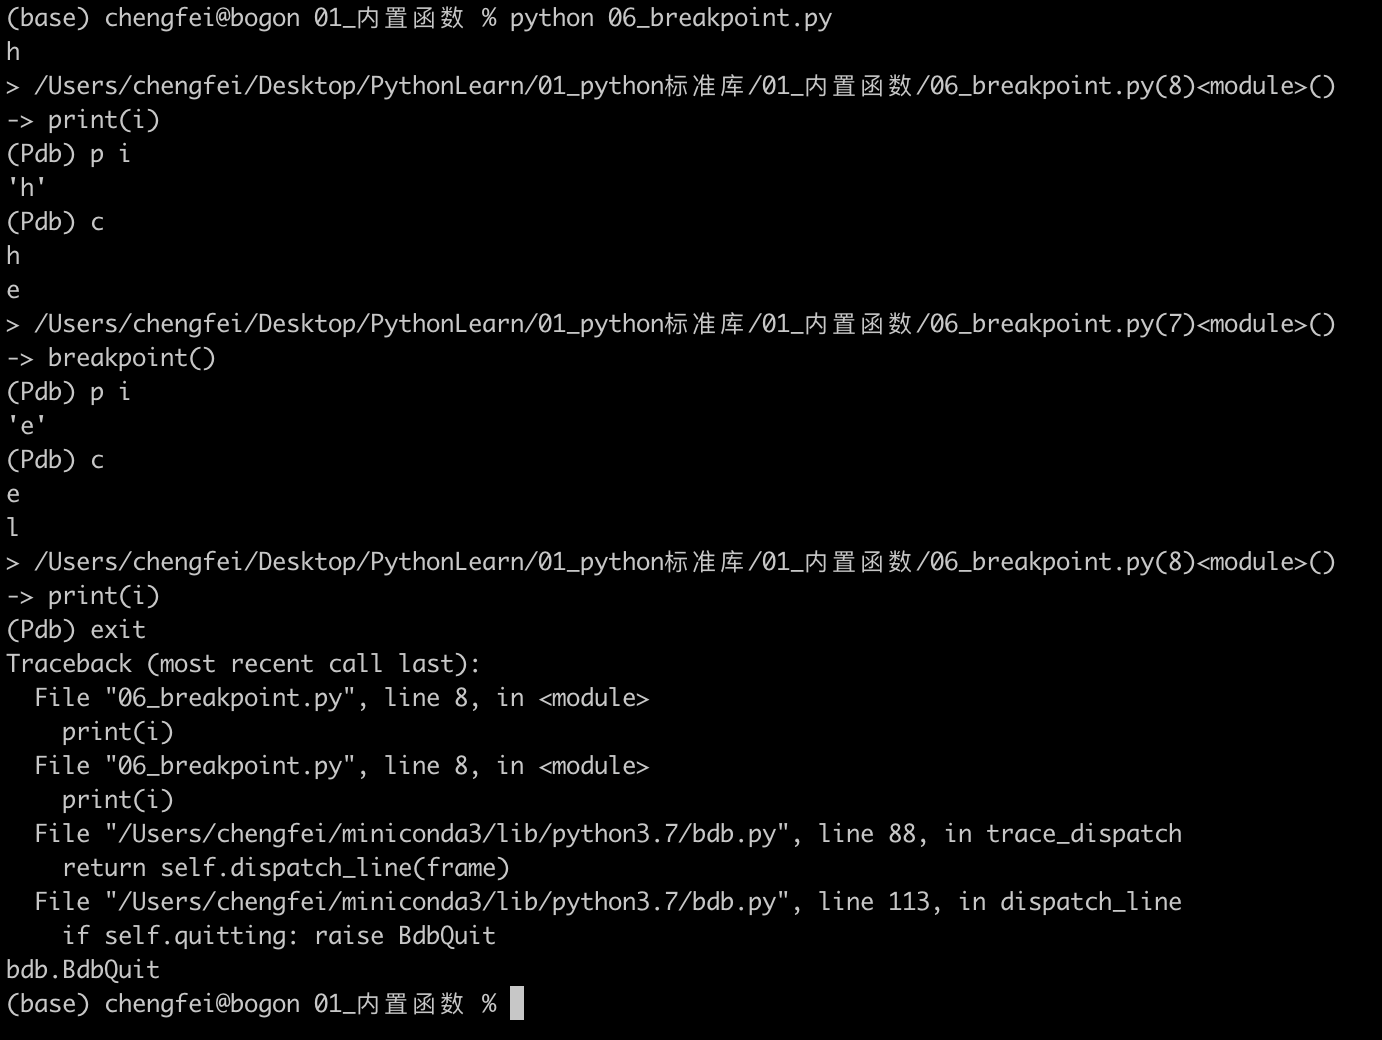 (base) chengfei@bogon 01_内置函数 % python 06_breakpoint.py
h
> /Users/chengfei/Desktop/PythonLearn/01_python标准库/01_内置函数/06_breakpoint.py(8)<module>()
-> print(i)
(Pdb) p i
'h'
(Pdb) c
h
e
> /Users/chengfei/Desktop/PythonLearn/01_python标准库/01_内置函数/06_breakpoint.py(7)<module>()
-> breakpoint()
(Pdb) p i
'e'
(Pdb) c
e
l
> /Users/chengfei/Desktop/PythonLearn/01_python标准库/01_内置函数/06_breakpoint.py(8)<module>()
-> print(i)
(Pdb) exit
Traceback (most recent call last):
  File "06_breakpoint.py", line 8, in <module>
    print(i)
  File "06_breakpoint.py", line 8, in <module>
    print(i)
  File "/Users/chengfei/miniconda3/lib/python3.7/bdb.py", line 88, in trace_dispatch
    return self.dispatch_line(frame)
  File "/Users/chengfei/miniconda3/lib/python3.7/bdb.py", line 113, in dispatch_line
    if self.quitting: raise BdbQuit
bdb.BdbQuit
(base) chengfei@bogon 01_内置函数 %